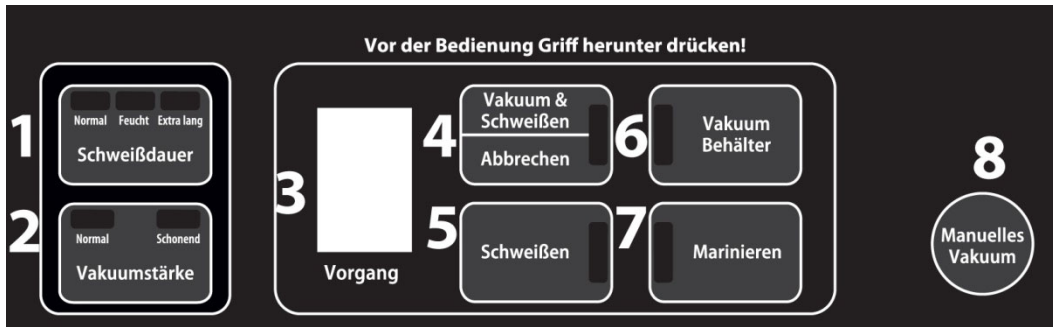 Vor der Bedienung Griff herunter drücken!
1
Normal Feucht Extra lang
Schweißdauer
2
Normal Schonend
Vakuumstärke
3
Vorgang
4
Vakuum &
Schweißen
Abbrechen
5
Schweißen
6
Vakuum
Behälter
7
Marinieren
8
Manuelles
Vakuum